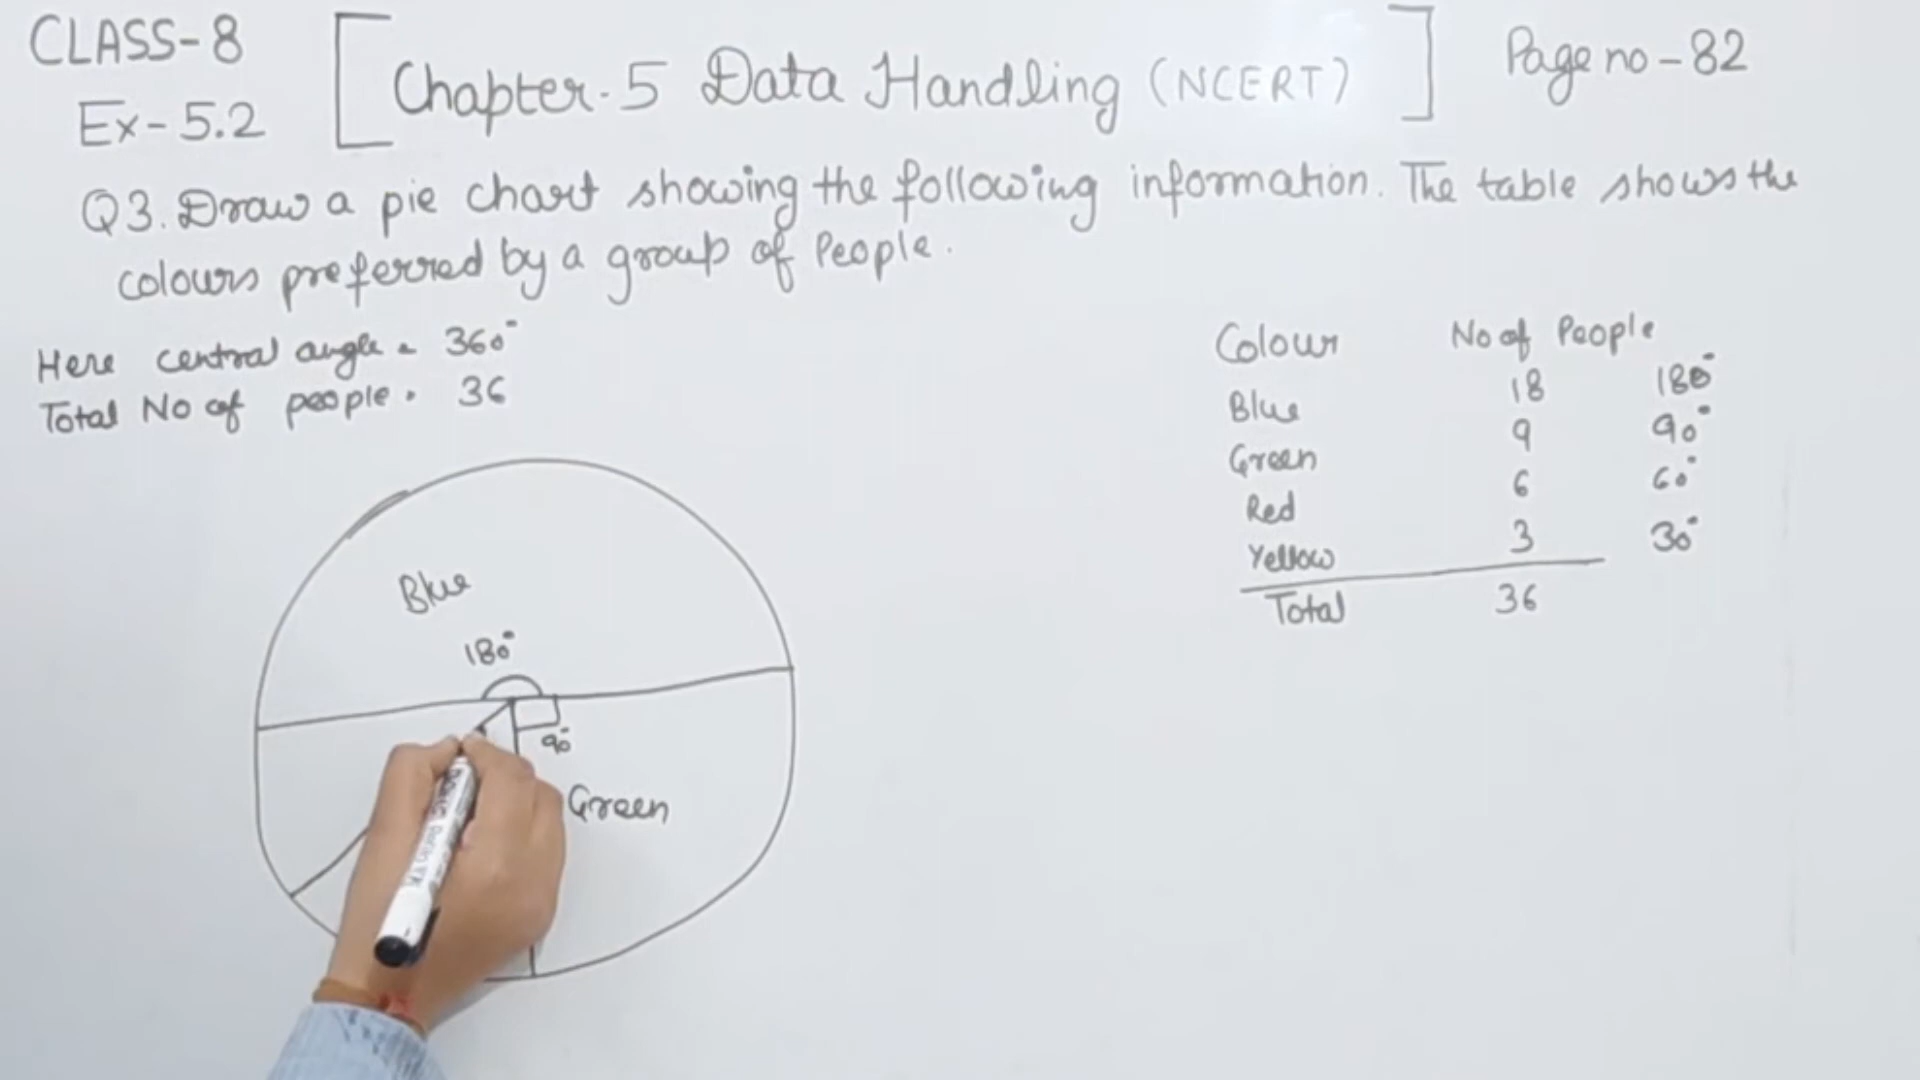 CLASS-8
Ex-5.2
Chapter-5 Data Handling (NCERT)
Page no-82
Q3. Draw a pie chart showing the following information. The table shows the
colours preferred by a group of People.
Here central angle = 360°
Total No of people = 36
Colour No of People
Blue 18 180°
Green 9 90°
Red 6 60°
Yellow 3 30°
Total 36
Blue
180°
90°
Green